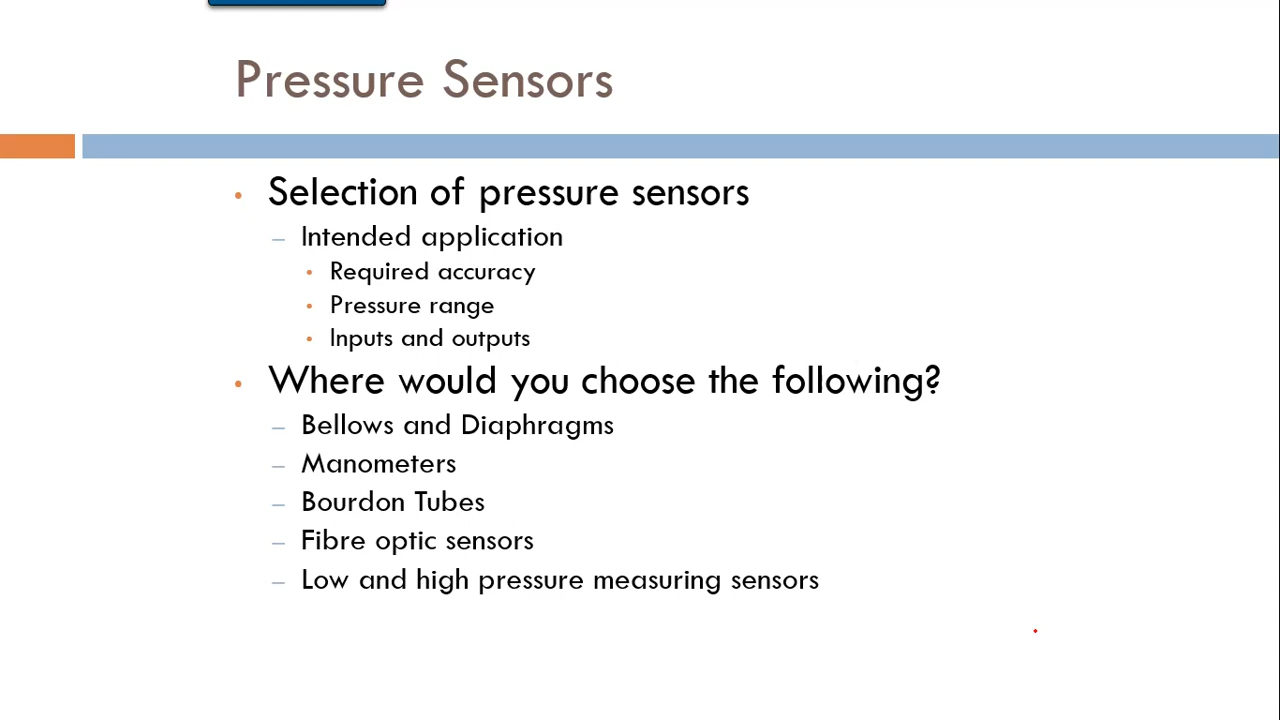 Pressure Sensors
• Selection of pressure sensors
– Intended application
• Required accuracy
• Pressure range
• Inputs and outputs
• Where would you choose the following?
– Bellows and Diaphragms
– Manometers
– Bourdon Tubes
– Fibre optic sensors
– Low and high pressure measuring sensors